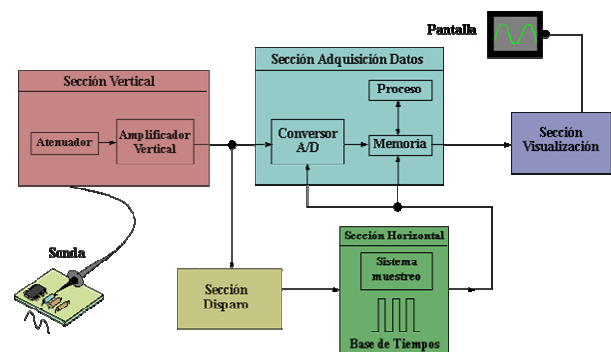 Pantalla
Sección Vertical
Atenuador
Amplificador
Vertical
Sección Adquisición Datos
Proceso
Conversor
A/D
Memoria
Sección
Visualización
Sonda
Sección
Disparo
Sección Horizontal
Sistema
muestreo
Base de Tiempos